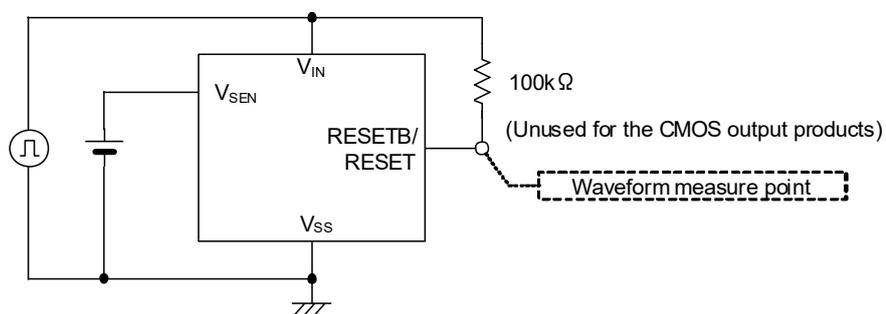 VIN
VSEN
100kΩ
(Unused for the CMOS output products)
RESETB/
RESET
Waveform measure point
VSS